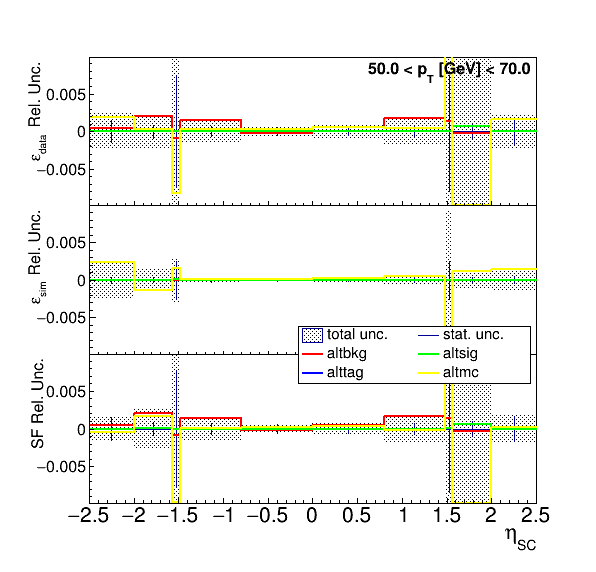 50.0 < p_T [GeV] < 70.0
ε_data Rel. Unc.
0.005
0
−0.005
ε_sim Rel. Unc.
0.005
0
−0.005
total unc. stat. unc.
altbkg altsig
alttag altmc
SF Rel. Unc.
0.005
0
−0.005
−2.5 −2 −1.5 −1 −0.5 0 0.5 1 1.5 2 2.5
η_SC